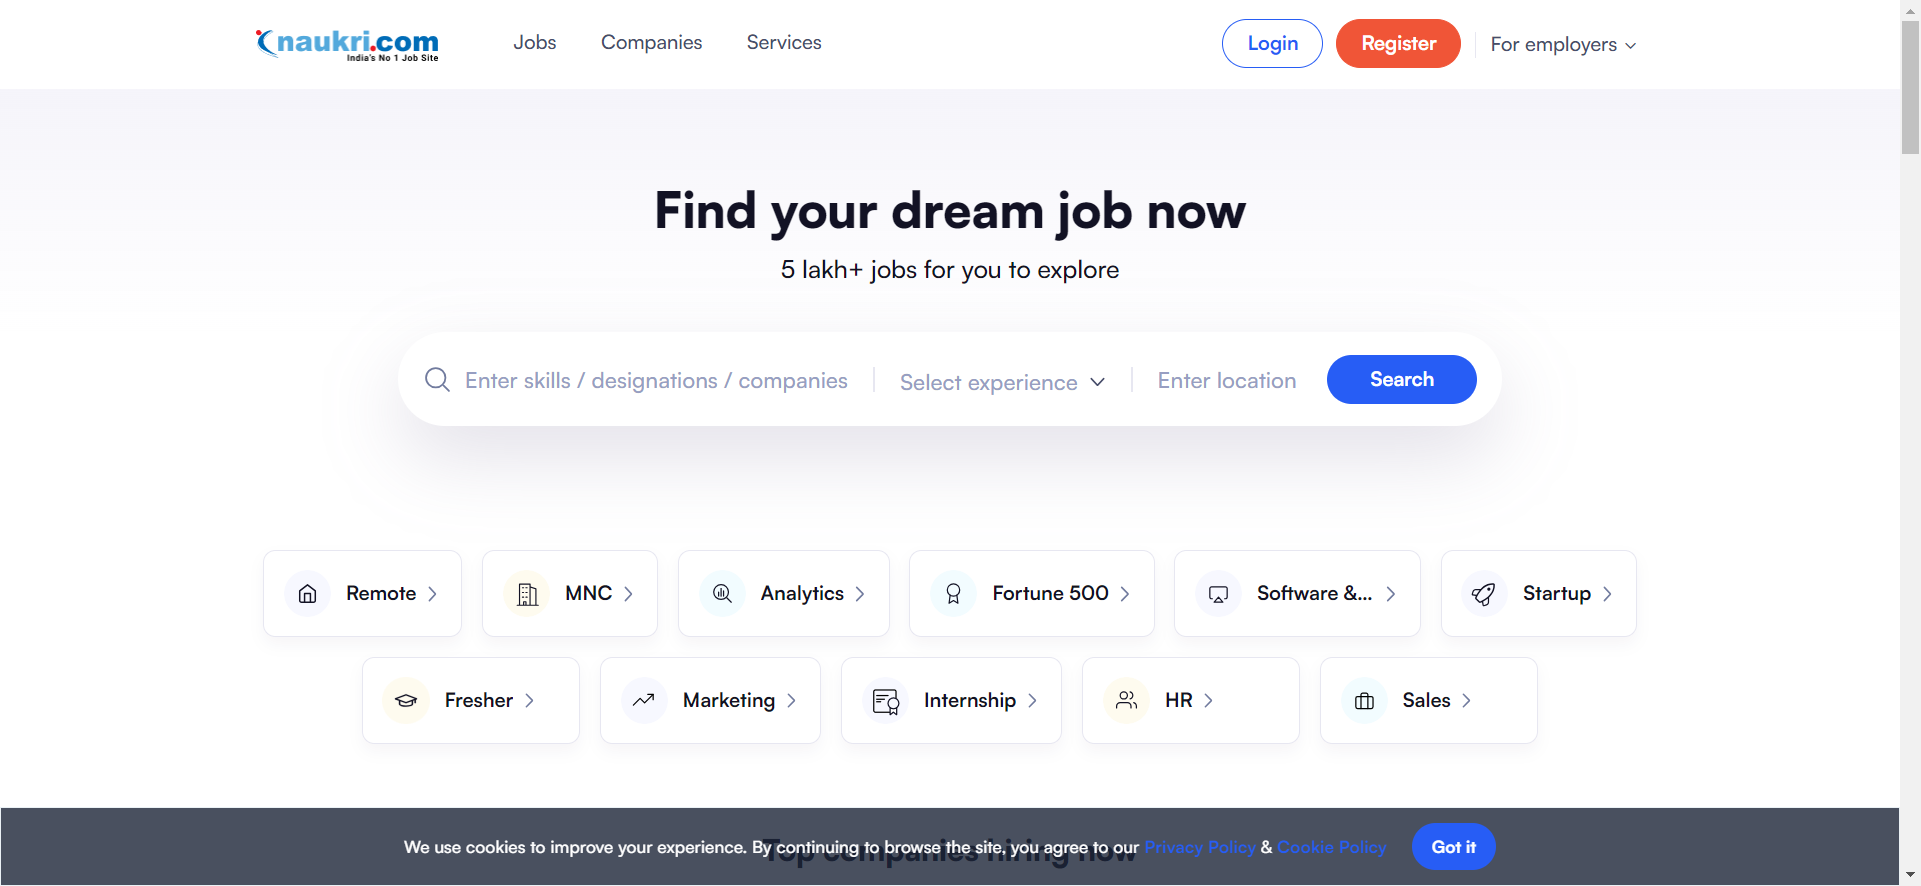 naukri.com
India's No 1 Job Site
Jobs
Companies
Services
Login
Register
For employers
Find your dream job now
5 lakh+ jobs for you to explore
Enter skills / designations / companies
Select experience
Enter location
Search
Remote
MNC
Analytics
Fortune 500
Software &...
Startup
Fresher
Marketing
Internship
HR
Sales
Top companies hiring now
We use cookies to improve your experience. By continuing to browse the site, you agree to our Privacy Policy & Cookie Policy
Got it